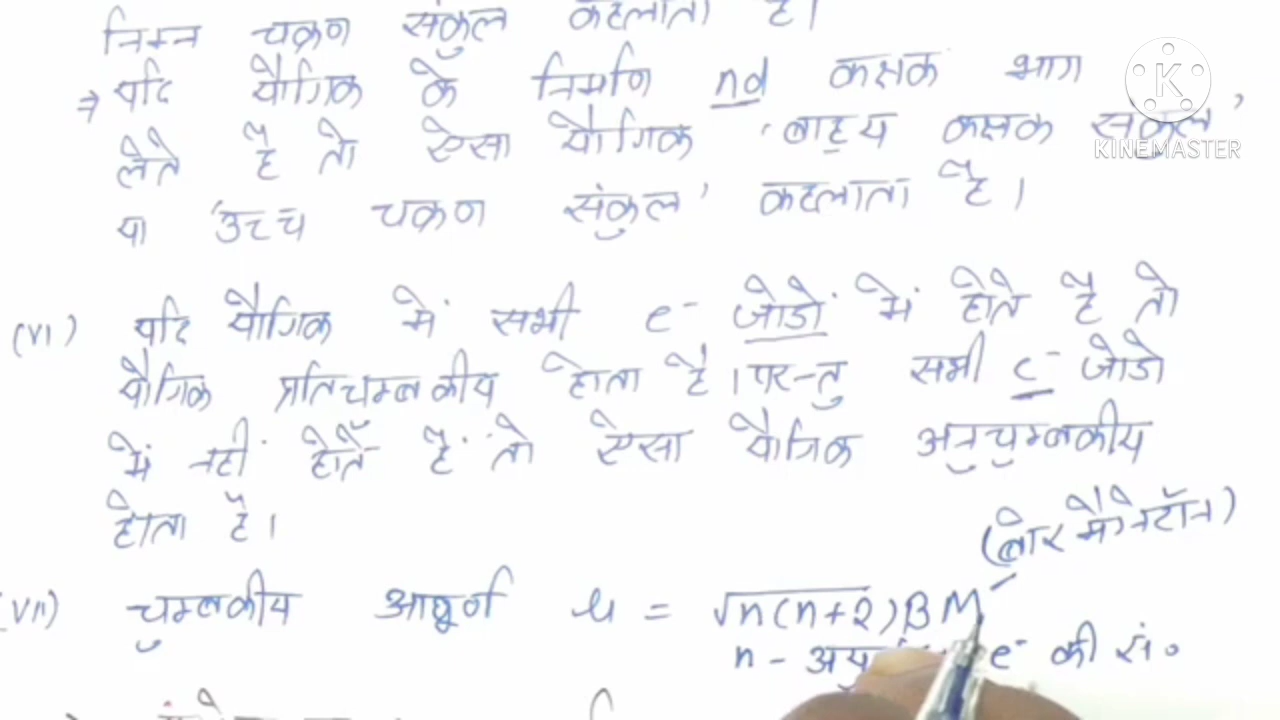 निम्न चक्रण संकुल कहलाता है।
⇒ यदि यौगिक के निर्माण nd कक्षक भाग
लेते है तो ऐसा यौगिक 'बाह्य कक्षक संकुल'
या 'उच्च चक्रण संकुल' कहलाता है।
(VI) यदि यौगिक में सभी e⁻ जोडों में होते है तो
यौगिक प्रतिचुम्बकीय होता है। परन्तु सभी e⁻ जोडो
में नही होतें है तो ऐसा यौगिक अनुचुम्बकीय
होता है।
(बोर मैग्नेटॉन)
(VII) चुम्बकीय आघूर्ण μ = √n(n+2) BM
n - e⁻ की सं॰
KINEMASTER